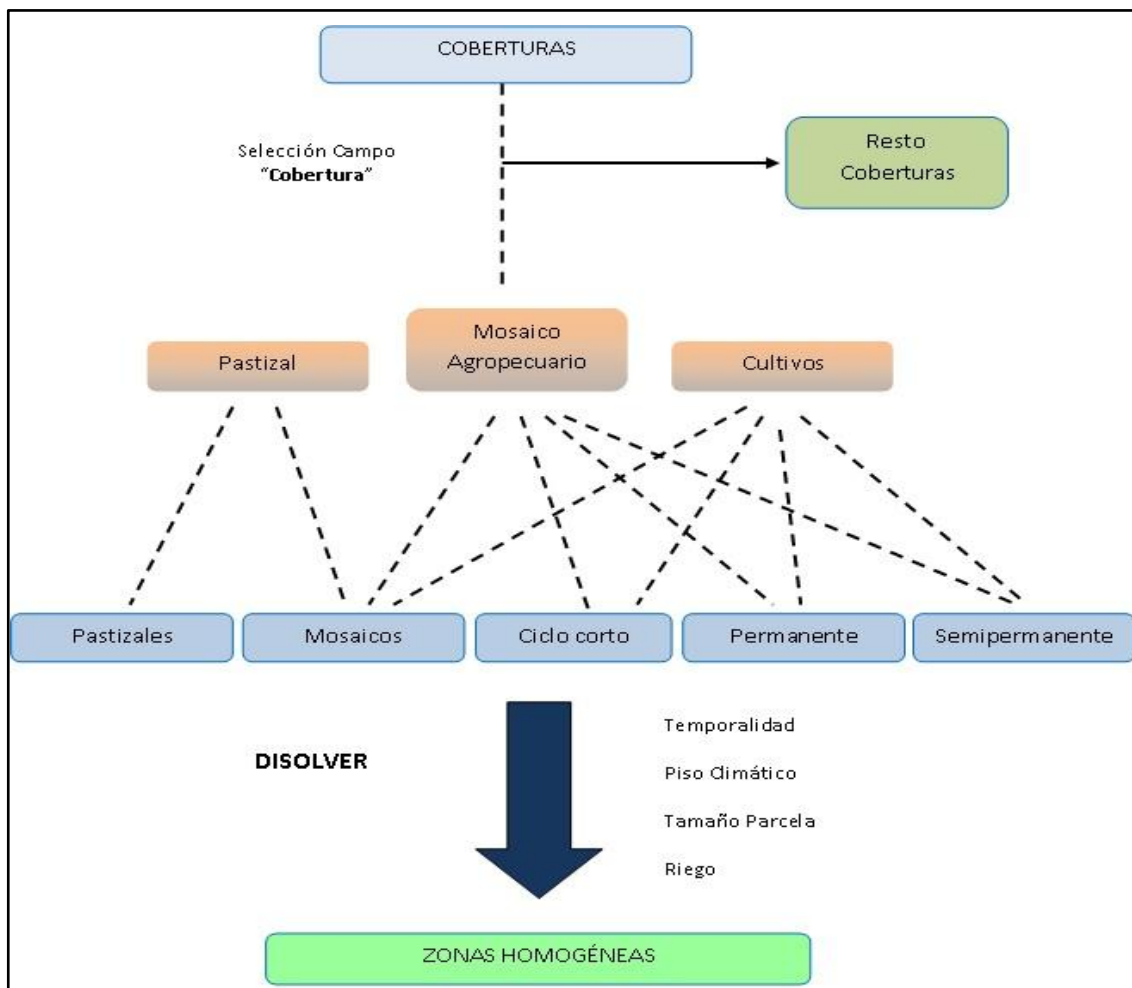 COBERTURAS
Selección Campo
“Cobertura”
Resto
Coberturas
Pastizal
Mosaico
Agropecuario
Cultivos
Pastizales
Mosaicos
Ciclo corto
Permanente
Semipermanente
DISOLVER
Temporalidad
Piso Climático
Tamaño Parcela
Riego
ZONAS HOMOGÉNEAS